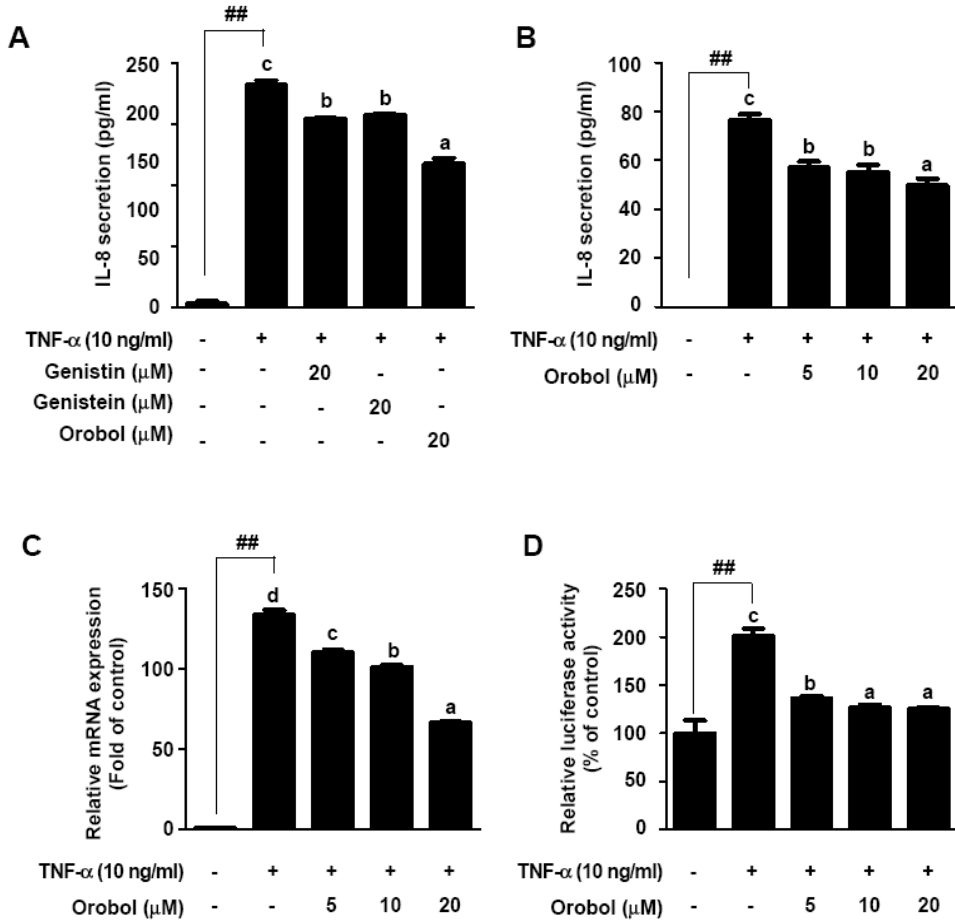 A
##
IL-8 secretion (pg/ml)
250
200
150
100
50
0
c
b
b
a
TNF-α (10 ng/ml) - + + + +
Genistin (μM) - - 20 - -
Genistein (μM) - - - 20 -
Orobol (μM) - - - - 20
B
##
IL-8 secretion (pg/ml)
100
80
60
40
20
0
c
b
b
a
TNF-α (10 ng/ml) - + + + +
Orobol (μM) - - 5 10 20
C
##
Relative mRNA expression
(Fold of control)
150
100
50
0
d
c
b
a
TNF-α (10 ng/ml) - + + + +
Orobol (μM) - - 5 10 20
D
##
Relative luciferase activity
(% of control)
250
200
150
100
50
0
c
b
a
a
TNF-α (10 ng/ml) - + + + +
Orobol (μM) - - 5 10 20